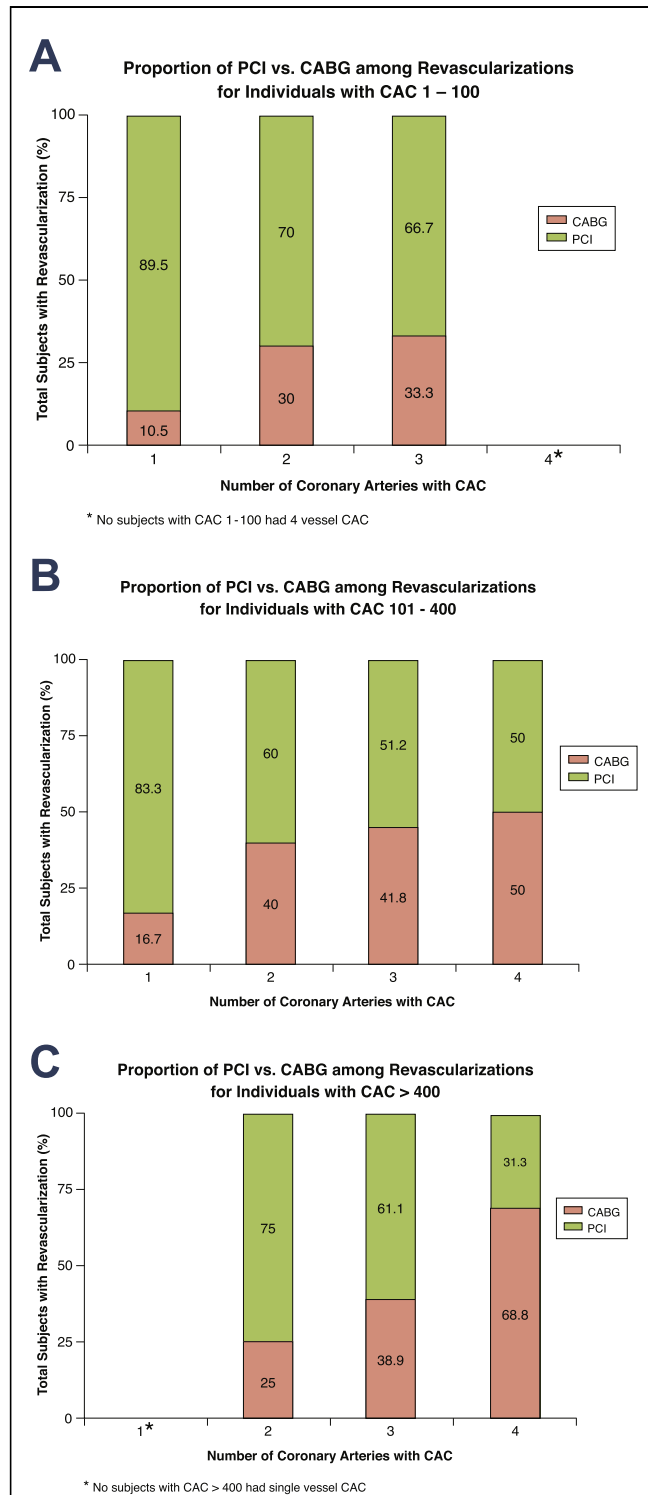 A
Proportion of PCI vs. CABG among Revascularizations
for Individuals with CAC 1 – 100
Total Subjects with Revascularization (%)
100
75
50
25
0
89.5
10.5
70
30
66.7
33.3
CABG
PCI
1
2
3
4*
Number of Coronary Arteries with CAC
* No subjects with CAC 1-100 had 4 vessel CAC
B
Proportion of PCI vs. CABG among Revascularizations
for Individuals with CAC 101 - 400
Total Subjects with Revascularization (%)
100
75
50
25
0
83.3
16.7
60
40
51.2
41.8
50
50
CABG
PCI
1
2
3
4
Number of Coronary Arteries with CAC
C
Proportion of PCI vs. CABG among Revascularizations
for Individuals with CAC > 400
Total Subjects with Revascularization (%)
100
75
50
25
0
75
25
61.1
38.9
31.3
68.8
CABG
PCI
1*
2
3
4
Number of Coronary Arteries with CAC
* No subjects with CAC > 400 had single vessel CAC